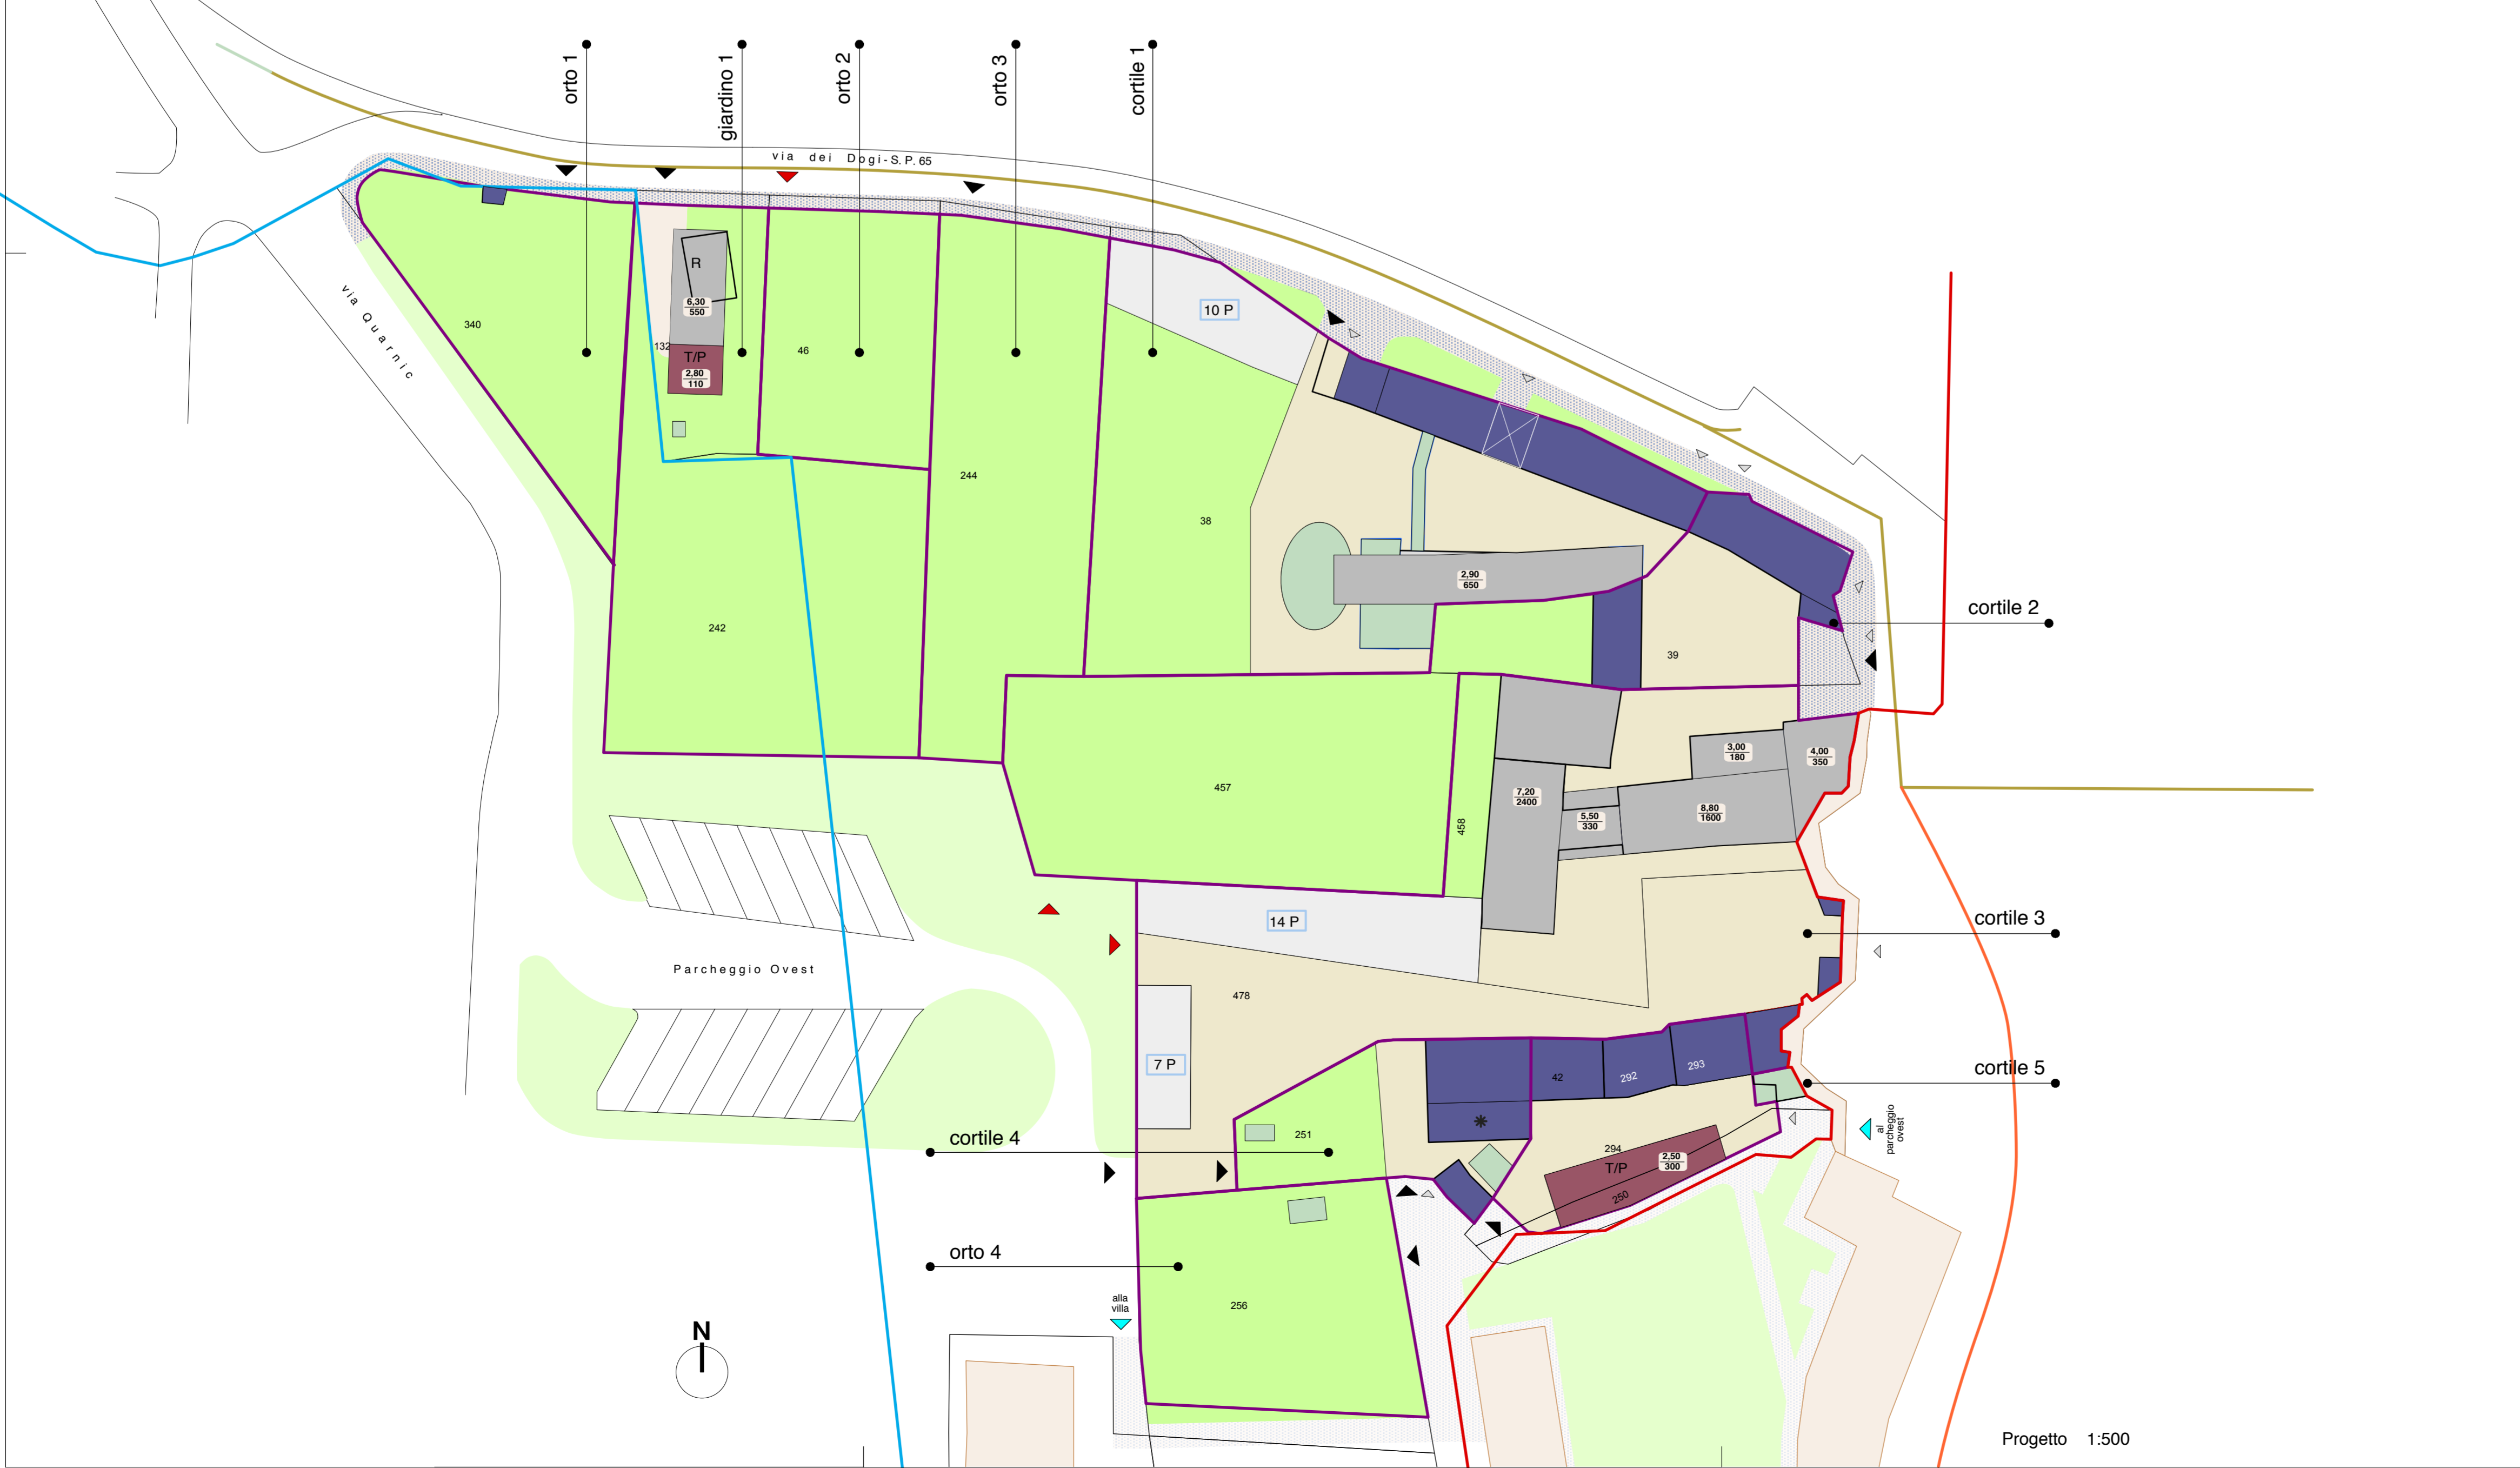 orto 1
giardino 1
orto 2
orto 3
cortile 1
via dei Dogi-S.P.65
via Quarnic
340
R
6,30
550
132
T/P
2,80
110
46
10 P
244
38
242
2,90
650
39
cortile 2
457
458
7,20
2400
5,50
330
3,00
180
4,00
350
8,80
1600
14 P
cortile 3
Parcheggio Ovest
478
7 P
42
292
293
cortile 5
cortile 4
251
294
T/P
2,50
300
250
al
parcheggio
ovest
orto 4
256
alla
villa
N
Progetto 1:500